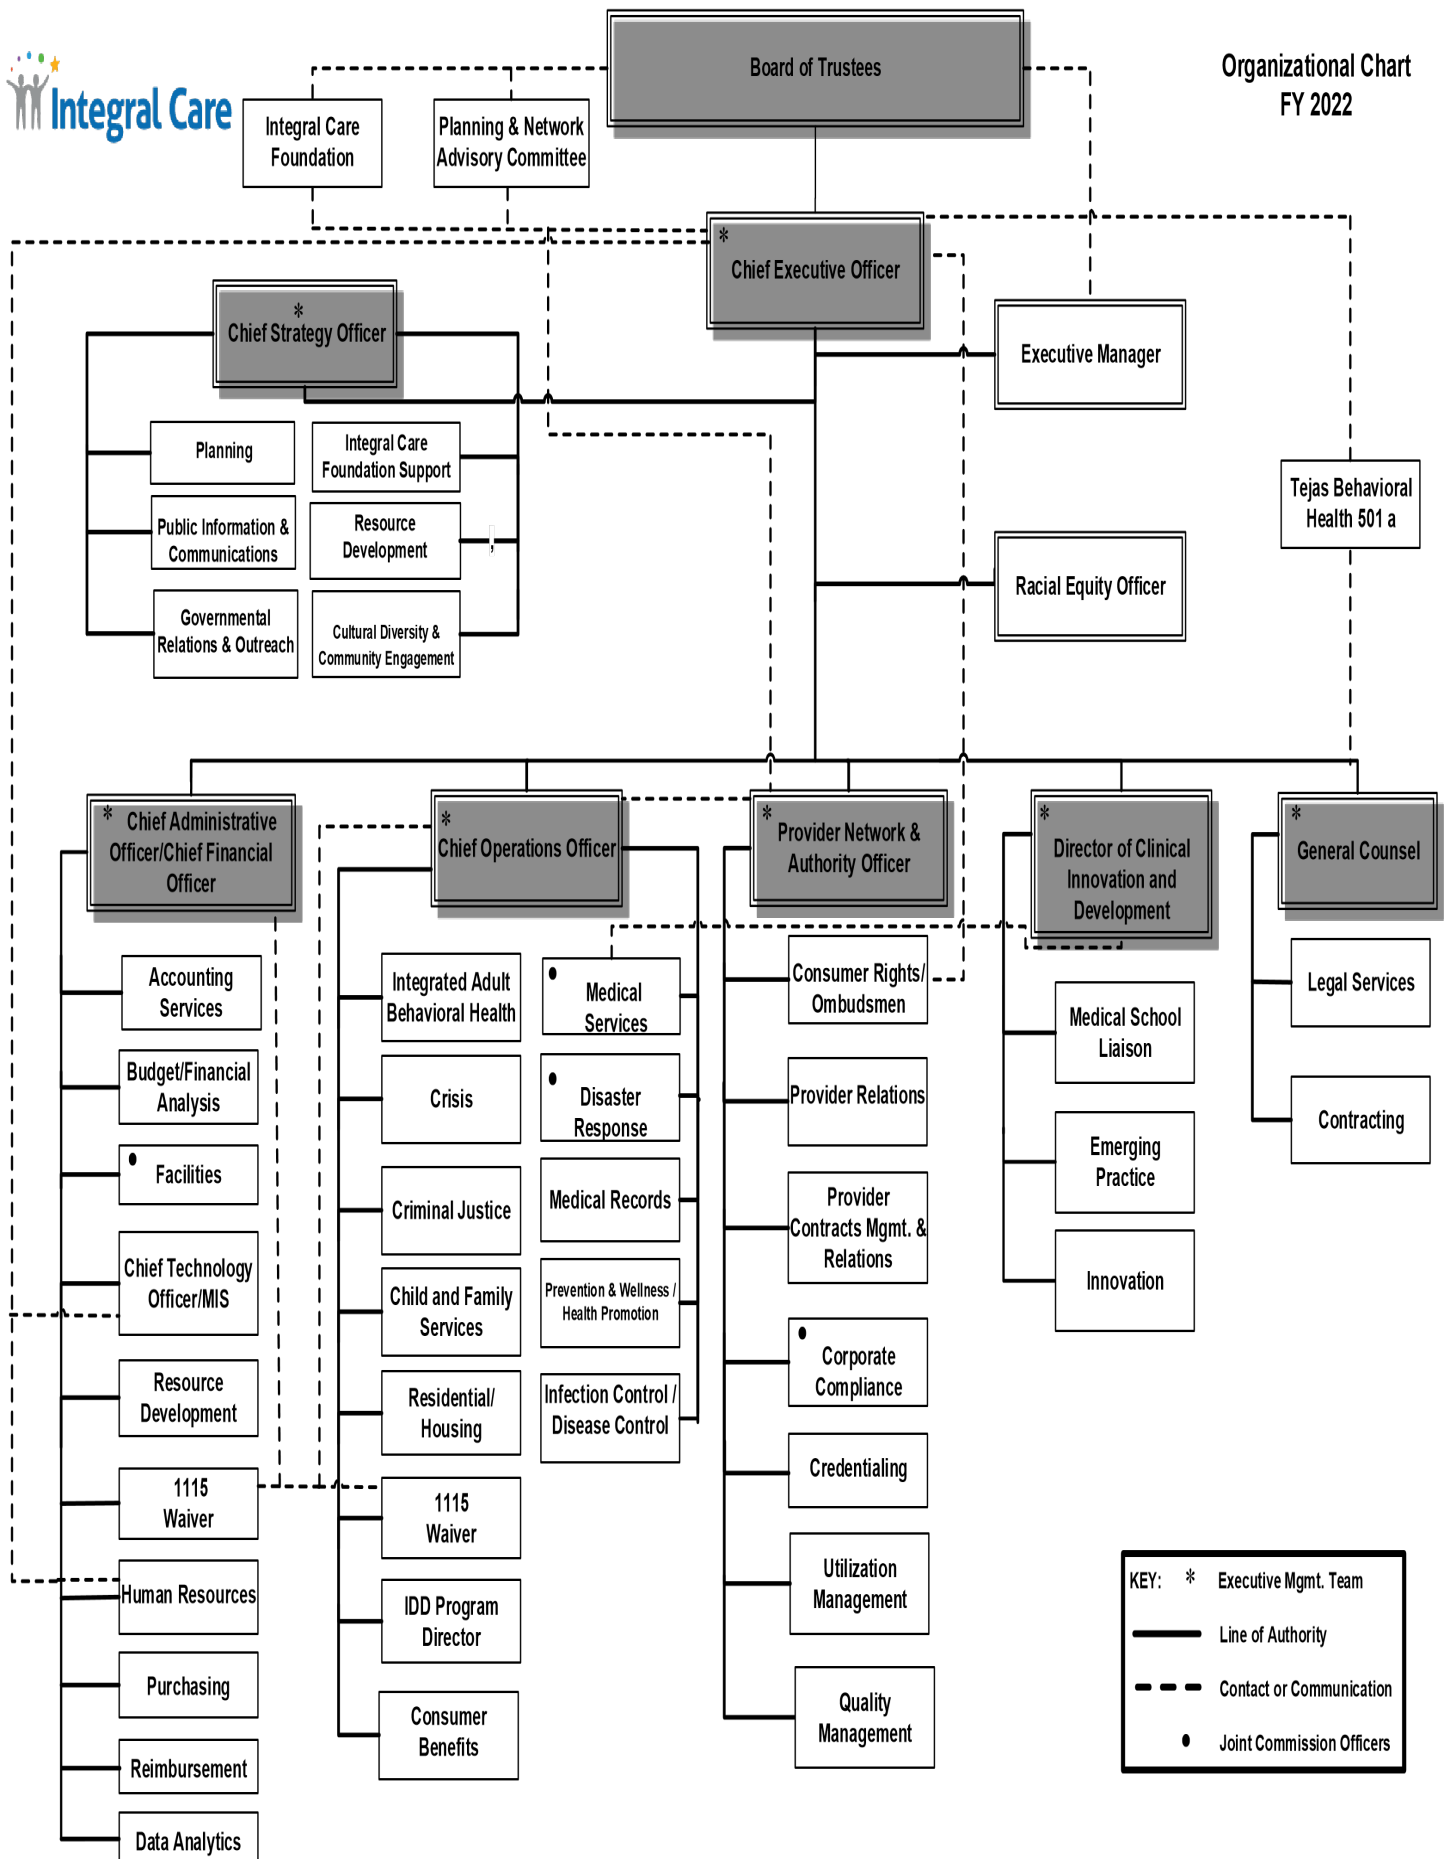 Integral Care
Organizational Chart
FY 2022
Board of Trustees
Integral Care
Foundation
Planning & Network
Advisory Committee
*
Chief Executive Officer
*
Chief Strategy Officer
Executive Manager
Planning
Integral Care
Foundation Support
Public Information &
Communications
Resource
Development
,
Governmental
Relations & Outreach
Cultural Diversity &
Community Engagement
Tejas Behavioral
Health 501 a
Racial Equity Officer
* Chief Administrative
Officer/Chief Financial
Officer
Accounting
Services
Budget/Financial
Analysis
• Facilities
Chief Technology
Officer/MIS
Resource
Development
1115
Waiver
Human Resources
Purchasing
Reimbursement
Data Analytics
*
Chief Operations Officer
Integrated Adult
Behavioral Health
Crisis
Criminal Justice
Child and Family
Services
Residential/
Housing
1115
Waiver
IDD Program
Director
Consumer
Benefits
• Medical
Services
• Disaster
Response
Medical Records
Prevention & Wellness /
Health Promotion
Infection Control /
Disease Control
* Provider Network &
Authority Officer
Consumer Rights/
Ombudsmen
Provider Relations
Provider
Contracts Mgmt. &
Relations
• Corporate
Compliance
Credentialing
Utilization
Management
Quality
Management
*
Director of Clinical
Innovation and
Development
Medical School
Liaison
Emerging
Practice
Innovation
*
General Counsel
Legal Services
Contracting
KEY: * Executive Mgmt. Team
Line of Authority
Contact or Communication
• Joint Commission Officers